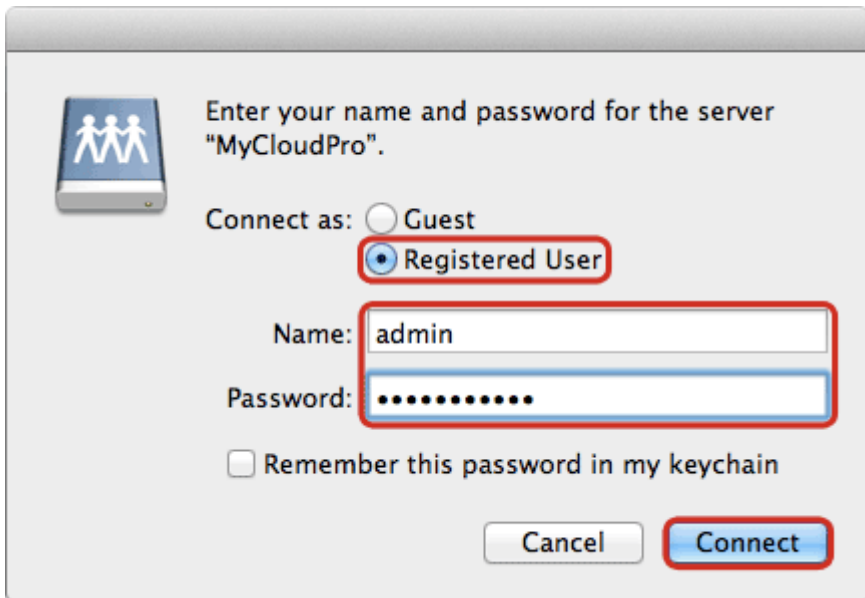 Enter your name and password for the server
“MyCloudPro”.
Connect as: Guest
Registered User
Name: admin
Password: •••••••••••
Remember this password in my keychain
Cancel Connect